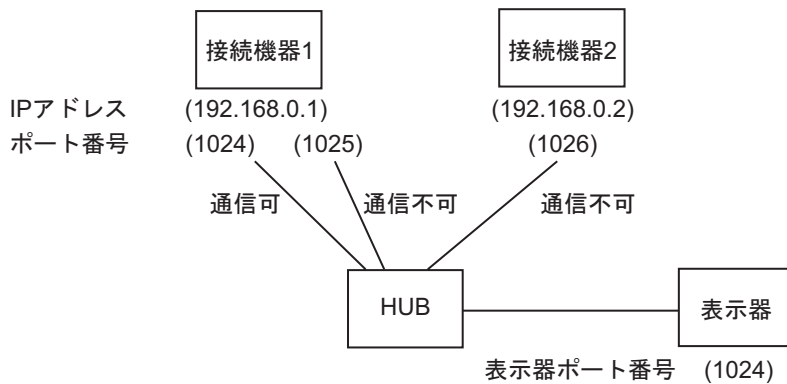 接続機器1 接続機器2
IPアドレス (192.168.0.1) (192.168.0.2)
ポート番号 (1024) (1025) (1026)
通信可 通信不可 通信不可
HUB 表示器
表示器ポート番号 (1024)